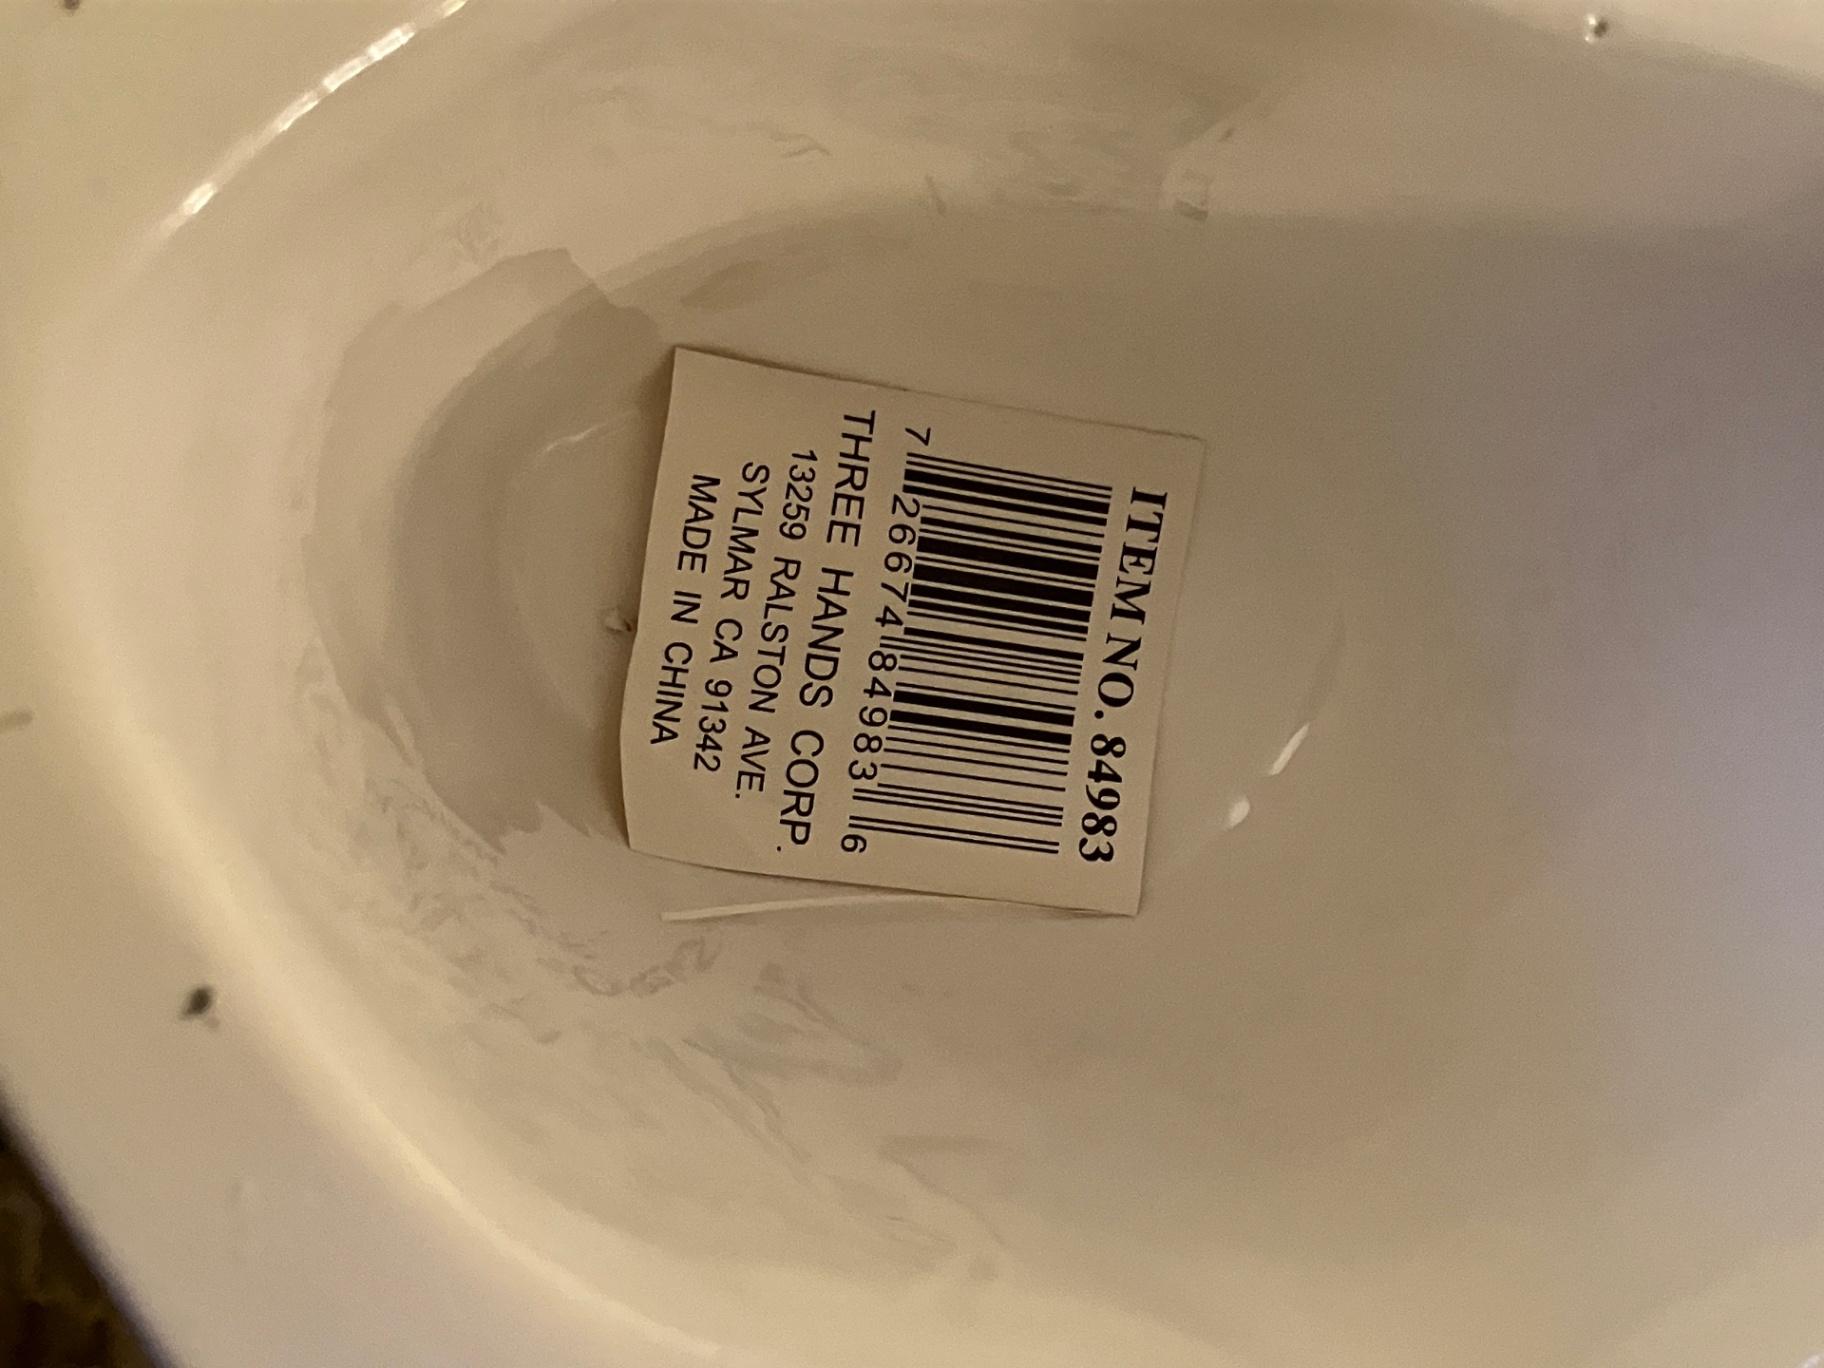 ITEM NO. 84983
7 26674 84983 6
THREE HANDS CORP.
13259 RALSTON AVE.
SYLMAR CA 91342
MADE IN CHINA